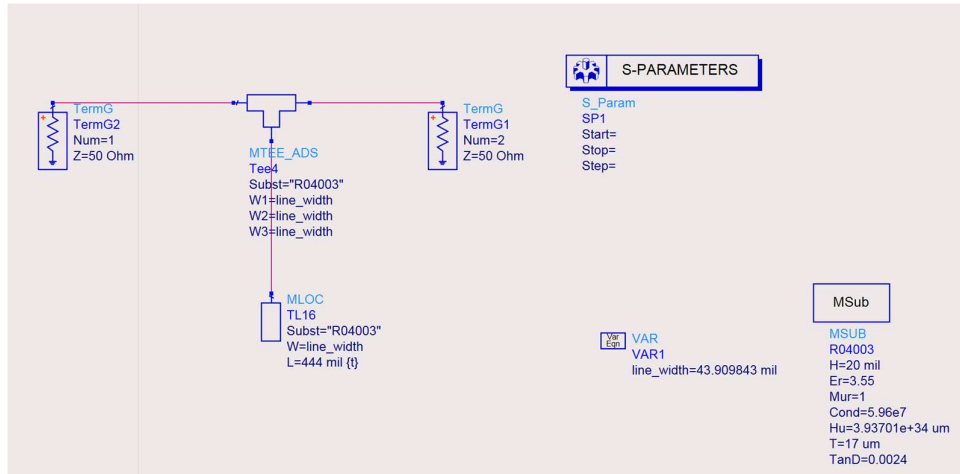 TermG
TermG2
Num=1
Z=50 Ohm
MTEE_ADS
Tee4
Subst="R04003"
W1=line_width
W2=line_width
W3=line_width
TermG
TermG1
Num=2
Z=50 Ohm
S-PARAMETERS
S_Param
SP1
Start=
Stop=
Step=
MLOC
TL16
Subst="R04003"
W=line_width
L=444 mil {t}
Var
Eqn
VAR
VAR1
line_width=43.909843 mil
MSub
MSUB
R04003
H=20 mil
Er=3.55
Mur=1
Cond=5.96e7
Hu=3.93701e+34 um
T=17 um
TanD=0.0024